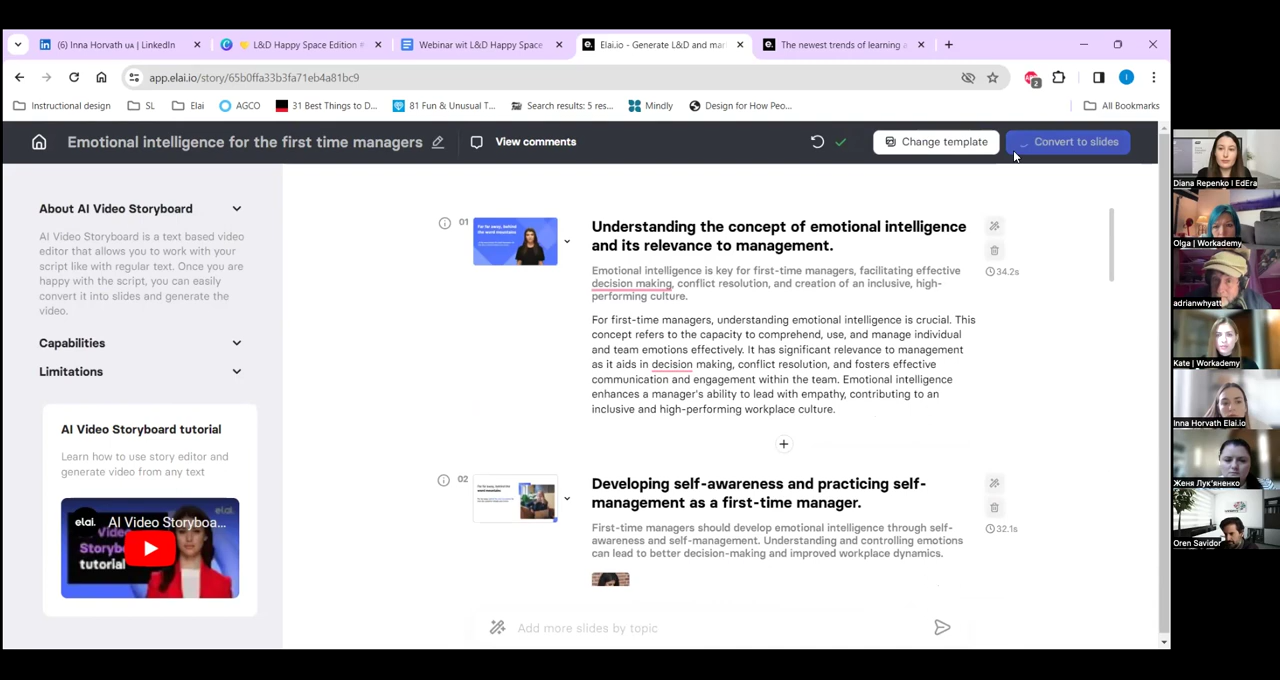 (6) Inna Horvath UA | LinkedIn
L&D Happy Space Edition
Webinar wit L&D Happy Space
Elai.io - Generate L&D and mar
The newest trends of learning a
app.elai.io/story/65b0ffa33b3fa71eb4a81bc9
2
I
Instructional design
SL
Elai
AGCO
31 Best Things to D...
81 Fun & Unusual T...
Search results: 5 res...
Mindly
Design for How Peo...
All Bookmarks
Emotional intelligence for the first time managers
View comments
Change template
Convert to slides
About AI Video Storyboard
AI Video Storyboard is a text based video
editor that allows you to work with your
script like with regular text. Once you are
happy with the script, you can easily
convert it into slides and generate the
video.
Capabilities
Limitations
AI Video Storyboard tutorial
Learn how to use story editor and
generate video from any text
elai.
AI Video Storyboa...
tutorial
01
Understanding the concept of emotional intelligence
and its relevance to management.
34.2s
Emotional intelligence is key for first-time managers, facilitating effective
decision making, conflict resolution, and creation of an inclusive, high-
performing culture.
For first-time managers, understanding emotional intelligence is crucial. This
concept refers to the capacity to comprehend, use, and manage individual
and team emotions effectively. It has significant relevance to management
as it aids in decision making, conflict resolution, and fosters effective
communication and engagement within the team. Emotional intelligence
enhances a manager's ability to lead with empathy, contributing to an
inclusive and high-performing workplace culture.
02
Developing self-awareness and practicing self-
management as a first-time manager.
32.1s
First-time managers should develop emotional intelligence through self-
awareness and self-management. Understanding and controlling emotions
can lead to better decision-making and improved workplace dynamics.
Add more slides by topic
Diana Repenko I EdEra
Olga | Workademy
adrianwhyatt
Kate | Workademy
Inna Horvath Elai.io
Женя Лук'яненко
Oren Savidor